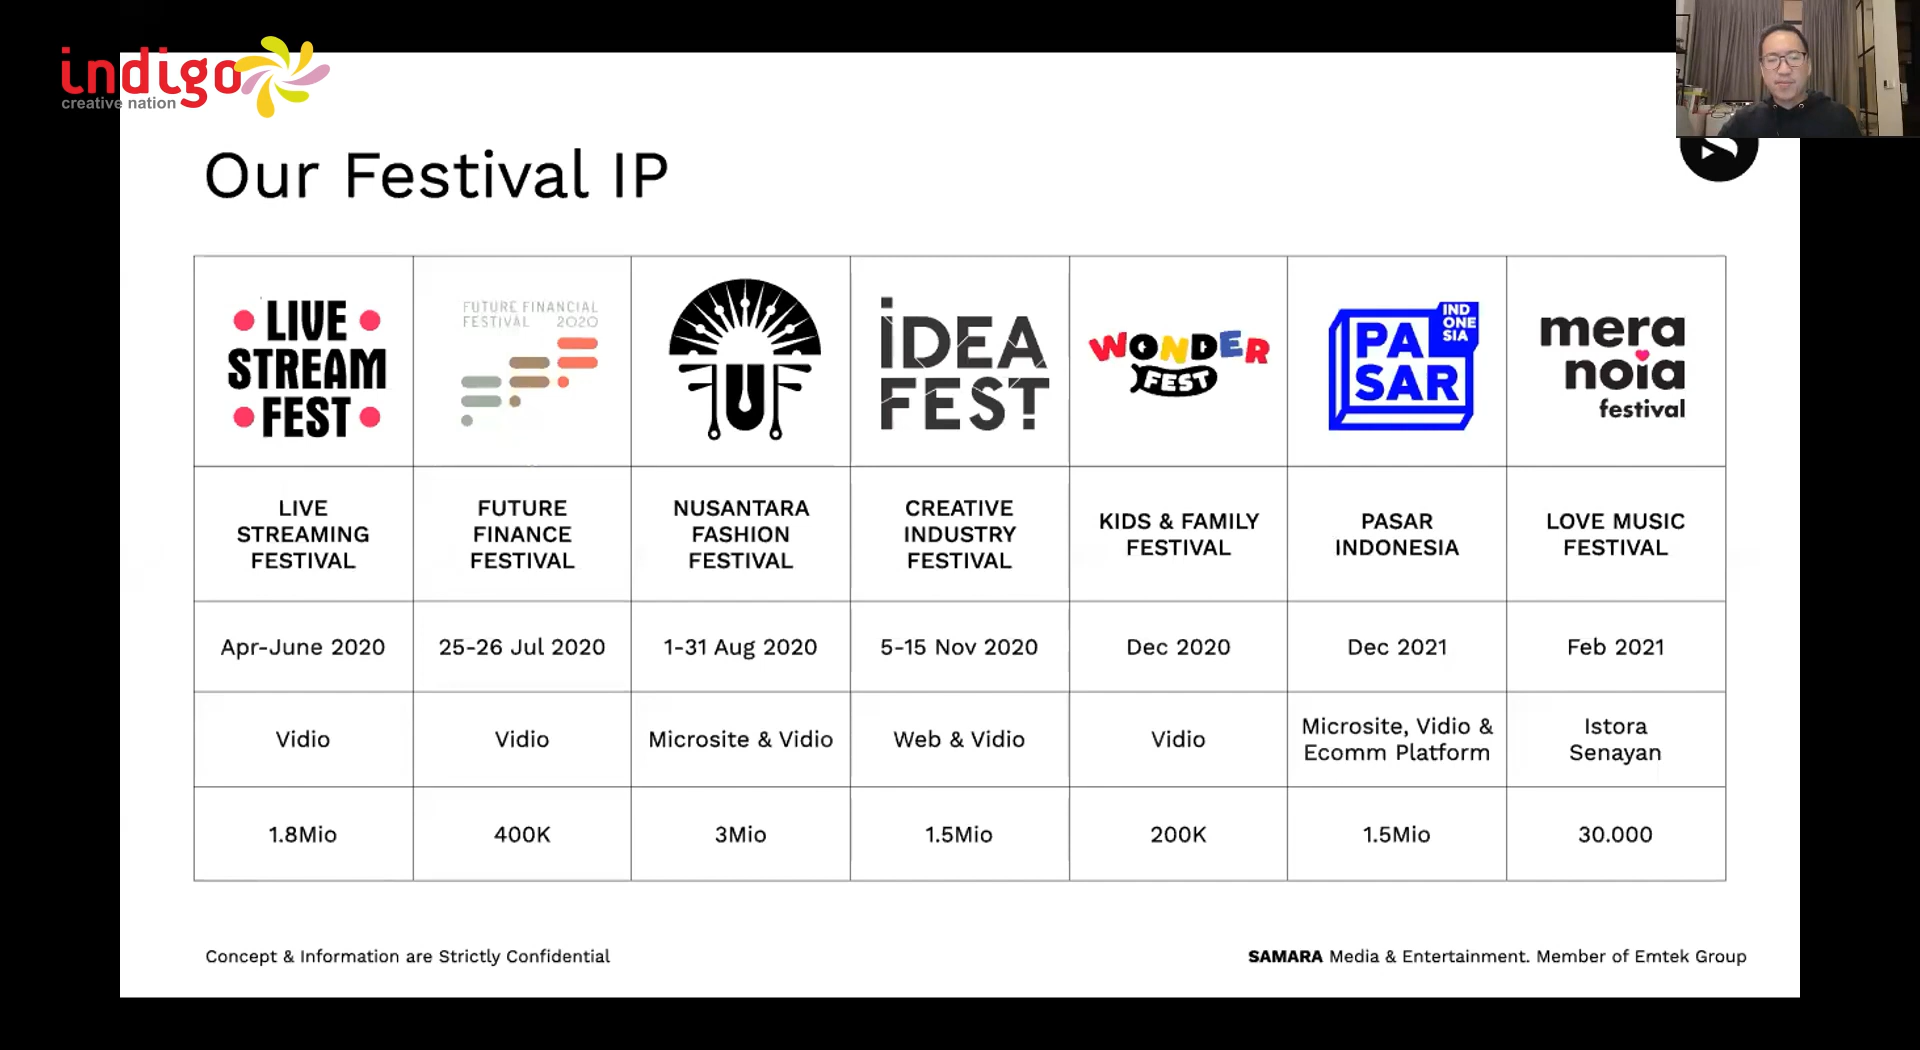 indigo
creative nation
Our Festival IP
LIVE
STREAM
FEST
FUTURE FINANCIAL
FESTIVAL 2020
IDEA
FEST
WONDER
FEST
PASAR
INDONESIA
mera
noia
festival
LIVE
STREAMING
FESTIVAL
FUTURE
FINANCE
FESTIVAL
NUSANTARA
FASHION
FESTIVAL
CREATIVE
INDUSTRY
FESTIVAL
KIDS & FAMILY
FESTIVAL
PASAR
INDONESIA
LOVE MUSIC
FESTIVAL
Apr-June 2020
25-26 Jul 2020
1-31 Aug 2020
5-15 Nov 2020
Dec 2020
Dec 2021
Feb 2021
Vidio
Vidio
Microsite & Vidio
Web & Vidio
Vidio
Microsite, Vidio &
Ecomm Platform
Istora
Senayan
1.8Mio
400K
3Mio
1.5Mio
200K
1.5Mio
30.000
Concept & Information are Strictly Confidential
SAMARA Media & Entertainment. Member of Emtek Group